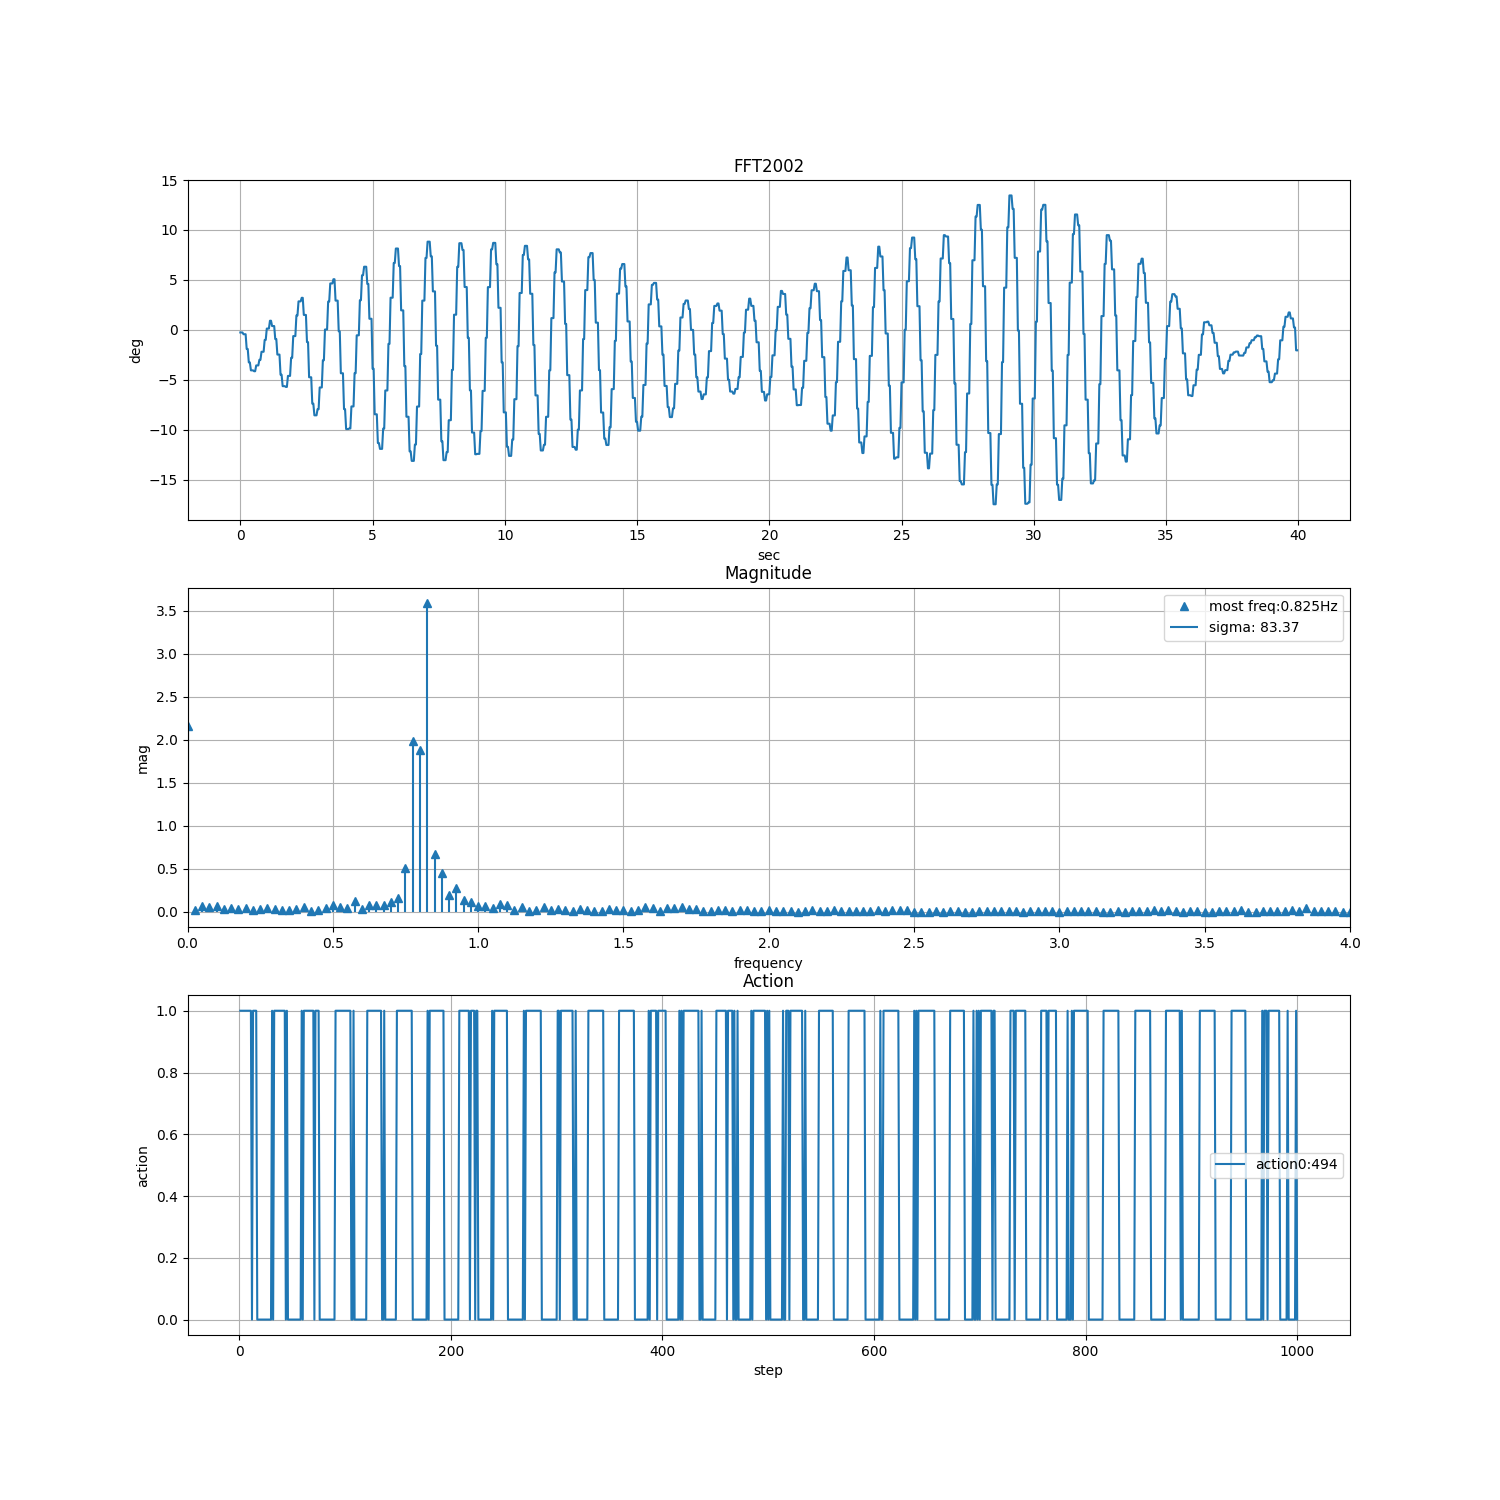 FFT2002
15
10
5
0
−5
−10
−15
deg
0 5 10 15 20 25 30 35 40
sec
Magnitude
3.5
3.0
2.5
2.0
1.5
1.0
0.5
0.0
mag
most freq:0.825Hz
sigma: 83.37
0.0 0.5 1.0 1.5 2.0 2.5 3.0 3.5 4.0
frequency
Action
1.0
0.8
0.6
0.4
0.2
0.0
action
action0:494
0 200 400 600 800 1000
step